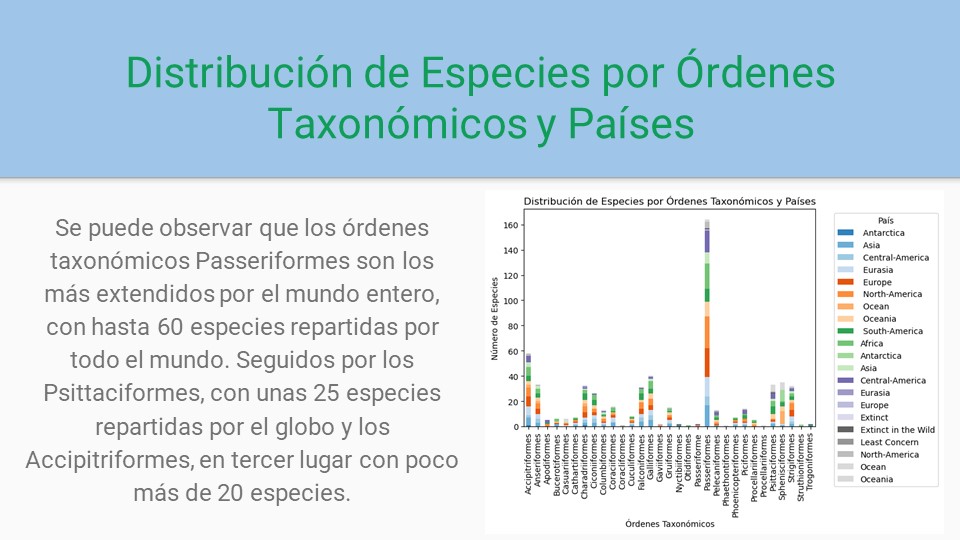 Distribución de Especies por Órdenes
Taxonómicos y Países
Se puede observar que los órdenes
taxonómicos Passeriformes son los
más extendidos por el mundo entero,
con hasta 60 especies repartidas por
todo el mundo. Seguidos por los
Psittaciformes, con unas 25 especies
repartidas por el globo y los
Accipitriformes, en tercer lugar con poco
más de 20 especies.
Distribución de Especies por Órdenes Taxonómicos y Países
Número de Especies
160
140
120
100
80
60
40
20
0
Accipitriformes
Anseriformes
Apodiformes
Bucerotiformes
Casuariiformes
Cathartiformes
Charadriiformes
Ciconiiformes
Columbiformes
Coraciiformes
Cuculiformes
Falconiformes
Galliformes
Gaviiformes
Gruiformes
Nyctibiiformes
Otidiformes
Passeriforme
Passeriformes
Pelecaniformes
Phaethontiformes
Phoenicopteriformes
Piciformes
Procellariiformes
Procellariiforms
Psittaciformes
Sphenisciformes
Strigiformes
Struthioniformes
Trogoniformes
Órdenes Taxonómicos
País
Antarctica
Asia
Central-America
Eurasia
Europe
North-America
Ocean
Oceania
South-America
Africa
Antarctica
Asia
Central-America
Eurasia
Europe
Extinct
Extinct in the Wild
Least Concern
North-America
Ocean
Oceania